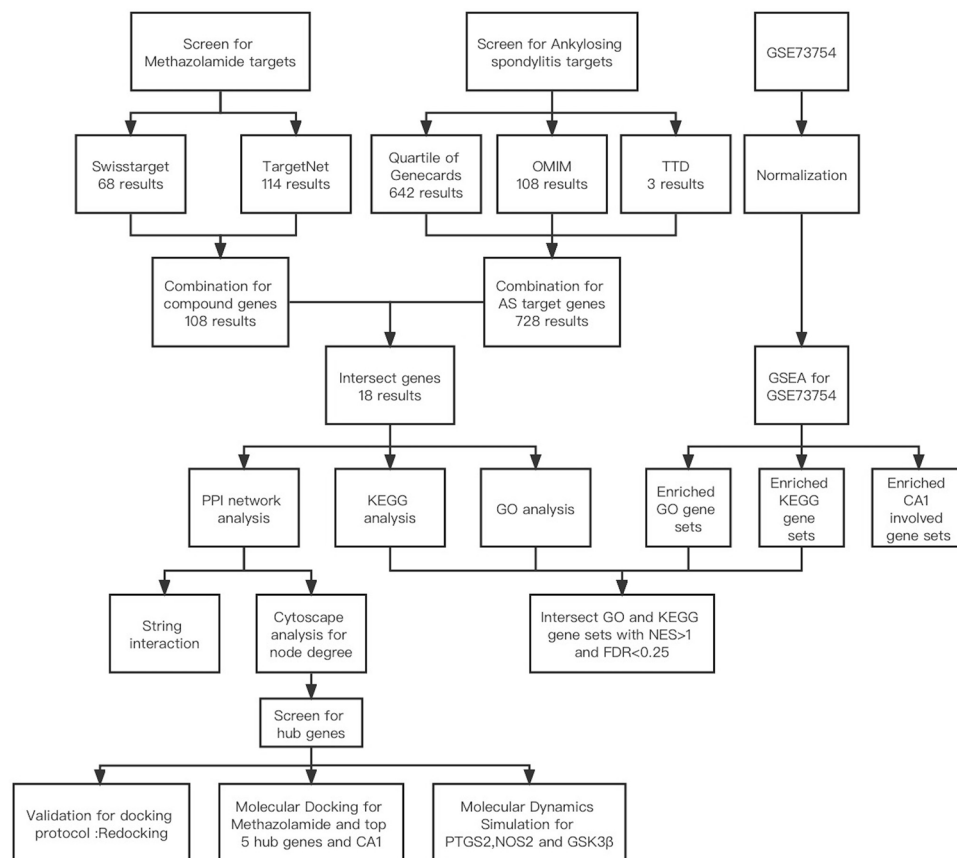 Screen for
Methazolamide targets
Screen for Ankylosing
spondylitis targets
GSE73754
Swisstarget
68 results
TargetNet
114 results
Quartile of
Genecards
642 results
OMIM
108 results
TTD
3 results
Normalization
Combination for
compound genes
108 results
Combination for
AS target genes
728 results
Intersect genes
18 results
GSEA for
GSE73754
PPI network
analysis
KEGG
analysis
GO analysis
Enriched
GO gene
sets
Enriched
KEGG
gene
sets
Enriched
CA1
involved
gene sets
String
interaction
Cytoscape
analysis for
node degree
Intersect GO and KEGG
gene sets with NES>1
and FDR<0.25
Screen for
hub genes
Validation for docking
protocol :Redocking
Molecular Docking for
Methazolamide and top
5 hub genes and CA1
Molecular Dynamics
Simulation for
PTGS2,NOS2 and GSK3β